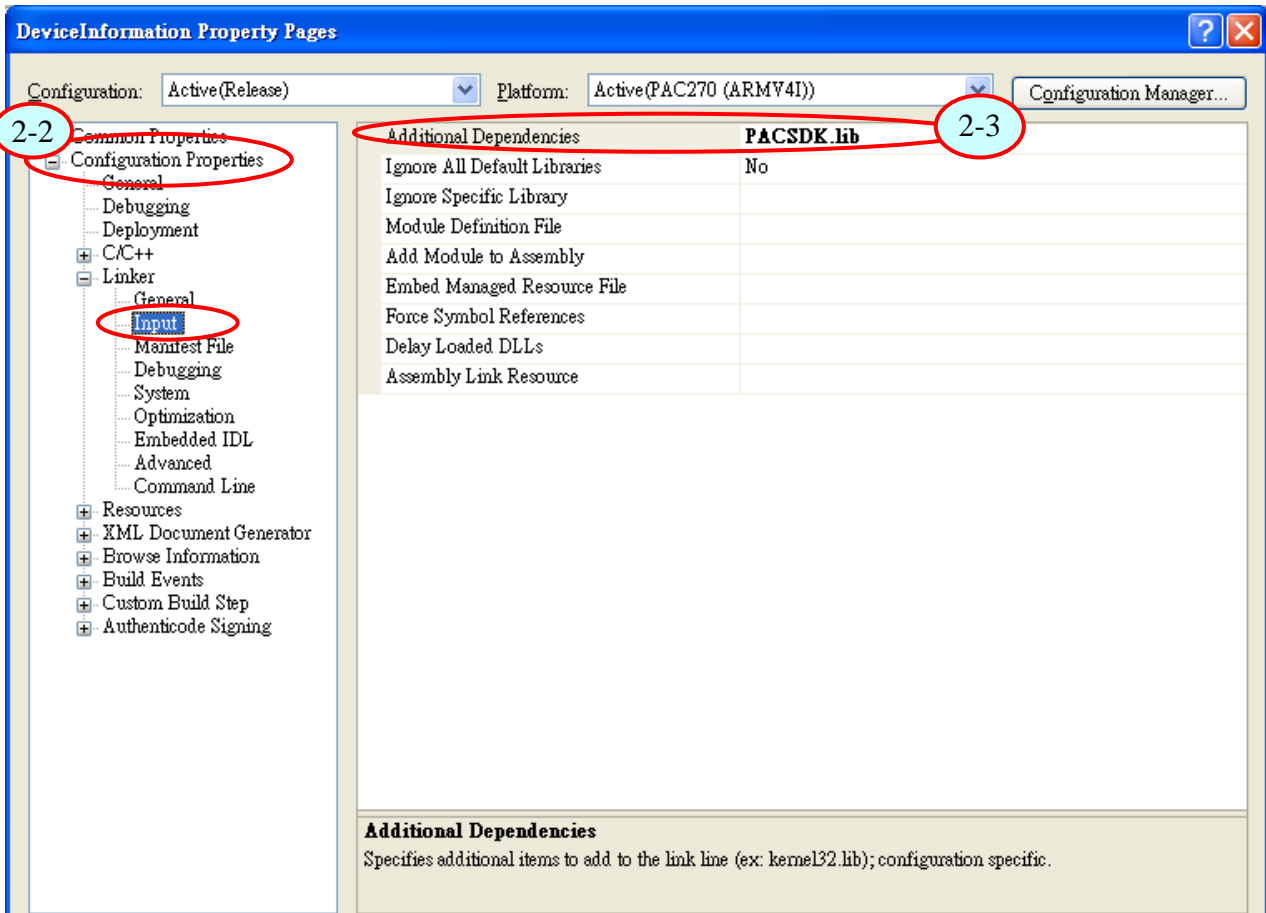 DeviceInformation Property Pages
Configuration: Active(Release) Platform: Active(PAC270 (ARMV4I)) Configuration Manager...
2-2
Common Properties
Configuration Properties
General
Debugging
Deployment
C/C++
Linker
General
Input
Manifest File
Debugging
System
Optimization
Embedded IDL
Advanced
Command Line
Resources
XML Document Generator
Browse Information
Build Events
Custom Build Step
Authenticode Signing
Additional Dependencies PACSDK.lib 2-3
Ignore All Default Libraries No
Ignore Specific Library
Module Definition File
Add Module to Assembly
Embed Managed Resource File
Force Symbol References
Delay Loaded DLLs
Assembly Link Resource
Additional Dependencies
Specifies additional items to add to the link line (ex: kernel32.lib); configuration specific.